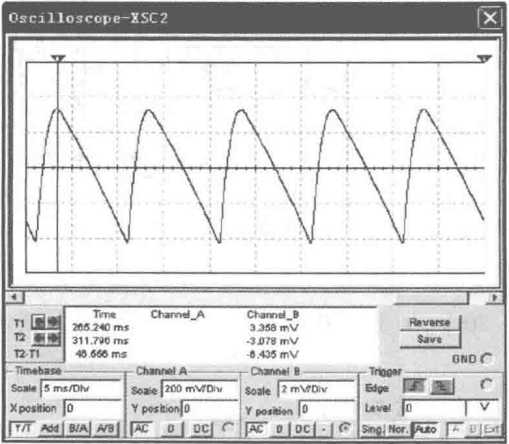 Oscilloscope-XSC2
1
T1
T2
T2-T1
Time
Channel_A
Channel_B
265.240 ms
3.358 mV
311.796 ms
-3.078 mV
46.556 ms
-6.435 mV
Reverse
Save
GND
Timebase
Scale 5 ms/Div
X position 0
Y/T Add B/A A/B
Channel A
Scale 200 mV/Div
Y position 0
AC 0 DC
Channel B
Scale 2 mV/Div
Y position 0
AC 0 DC -
Trigger
Edge
Level 0 V
Sing. Nor. Auto A B Ext